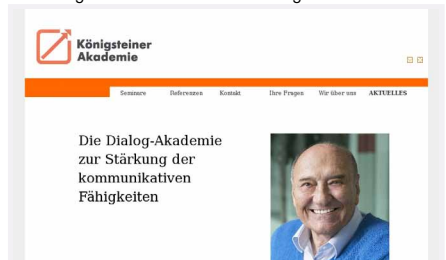 Königsteiner
Akademie
Seminare Referenzen Kontakt Ihre Fragen Wir über uns AKTUELLES
Die Dialog-Akademie
zur Stärkung der
kommunikativen
Fähigkeiten